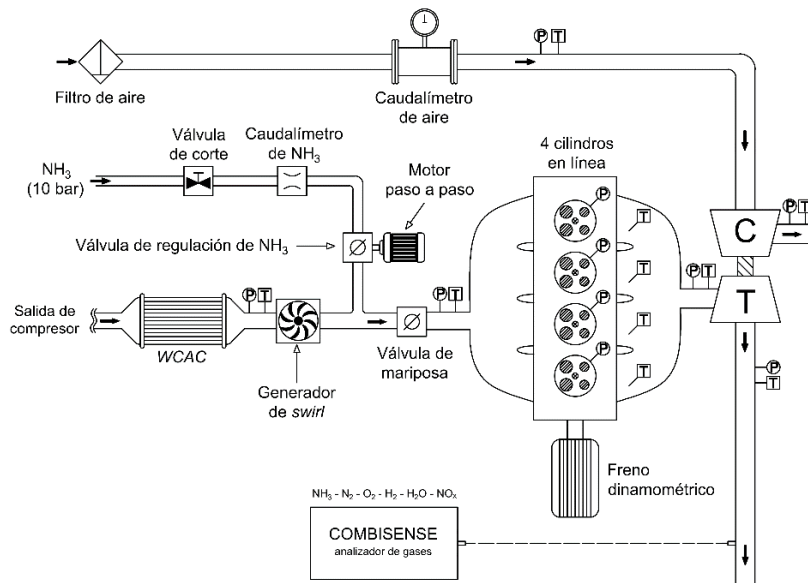 P T
Filtro de aire
Caudalímetro
de aire
Válvula
de corte
Caudalímetro
de NH₃
4 cilindros
en línea
NH₃
(10 bar)
Motor
paso a paso
P
T
P T
C
Válvula de regulación de NH₃
P
T
P T
T
Salida de
compresor
P T
P T
P
T
WCAC
Válvula de
mariposa
P
T
P
T
Generador
de swirl
Freno
dinamométrico
NH₃ - N₂ - O₂ - H₂ - H₂O - NOₓ
COMBISENSE
analizador de gases